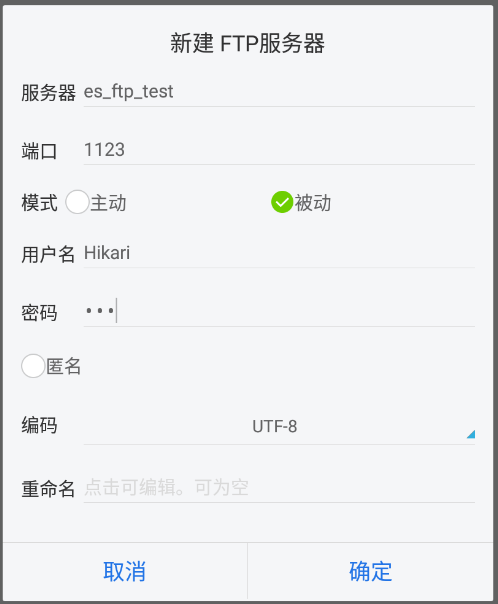 新建 FTP服务器
服务器 es_ftp_test
端口 1123
模式 主动 被动
用户名 Hikari
密码 •••
匿名
编码 UTF-8
重命名 点击可编辑。可为空
取消 确定